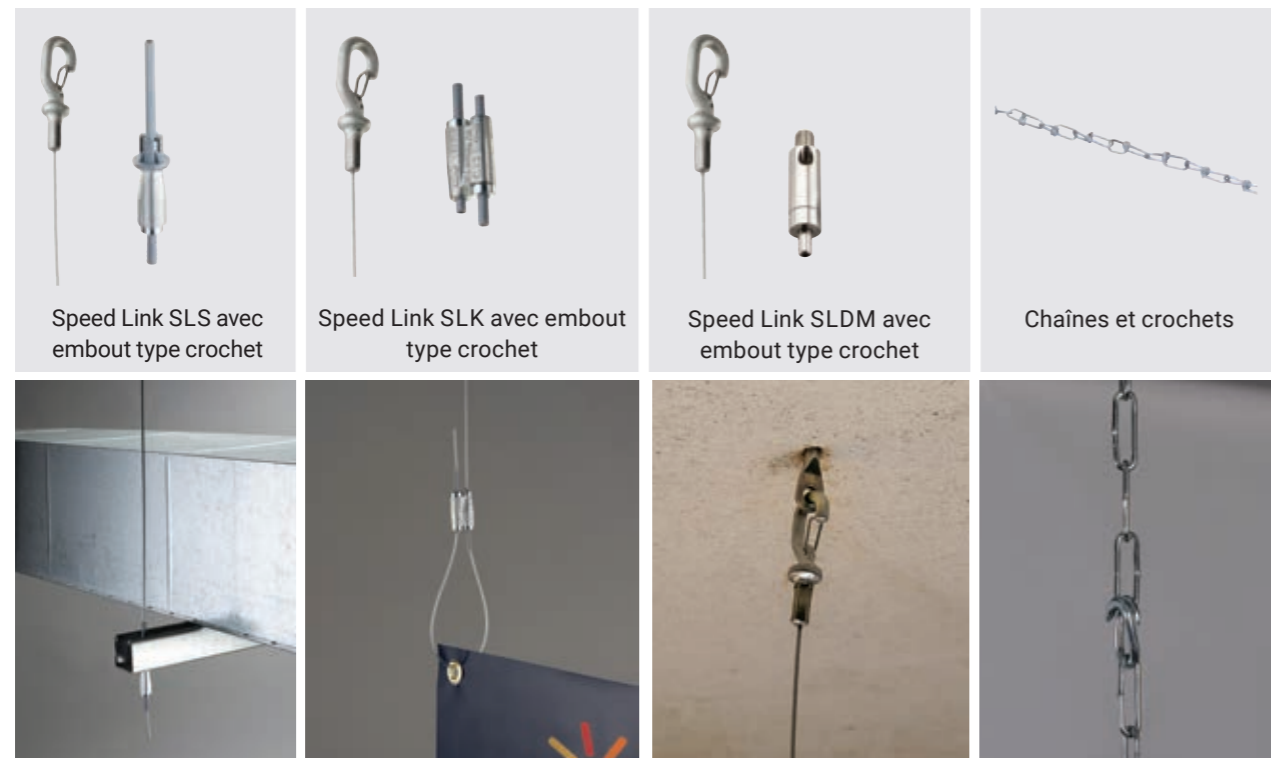 Speed Link SLS avec
embout type crochet
Speed Link SLK avec embout
type crochet
Speed Link SLDM avec
embout type crochet
Chaînes et crochets